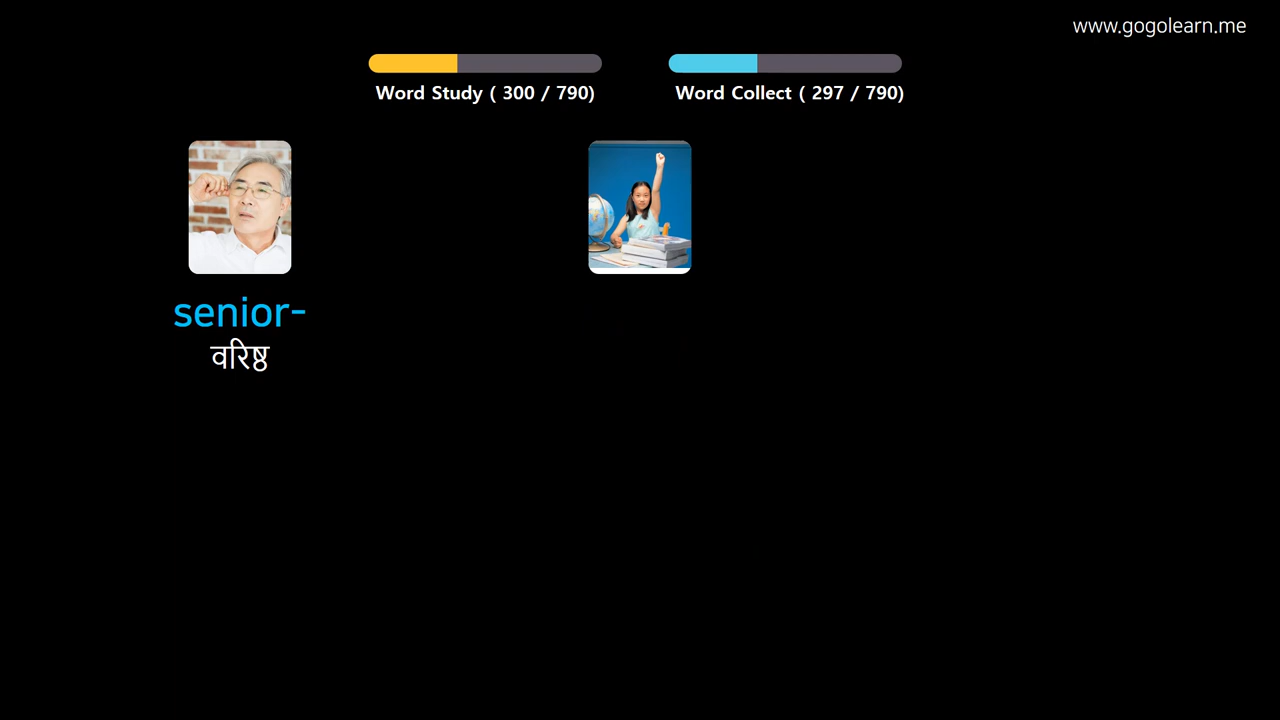 www.gogolearn.me
Word Study ( 300 / 790)
Word Collect ( 297 / 790)
senior-
वरिष्ठ